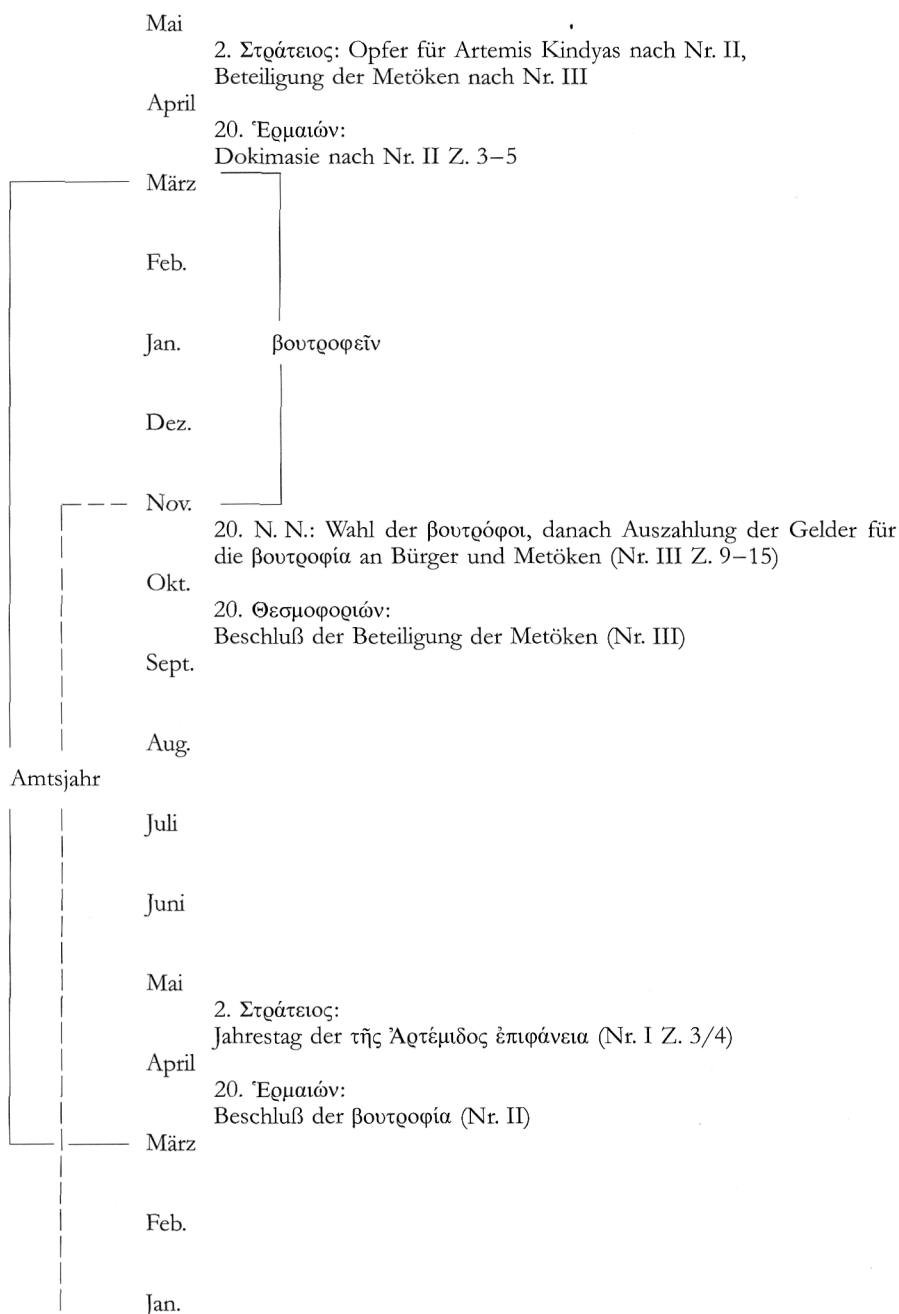 Mai
2. Στράτειος: Opfer für Artemis Kindyas nach Nr. II,
Beteiligung der Metöken nach Nr. III
April
20. Ἑρμαιών:
Dokimasie nach Nr. II Z. 3–5
März
Feb.
Jan.
βουτροφεῖν
Dez.
Nov.
20. N. N.: Wahl der βουτρόφοι, danach Auszahlung der Gelder für
die βουτροφία an Bürger und Metöken (Nr. III Z. 9–15)
Okt.
20. Θεσμοφοριών:
Beschluß der Beteiligung der Metöken (Nr. III)
Sept.
Aug.
Amtsjahr
Juli
Juni
Mai
2. Στράτειος:
Jahrestag der τῆς Ἀρτέμιδος ἐπιφάνεια (Nr. I Z. 3/4)
April
20. Ἑρμαιών:
Beschluß der βουτροφία (Nr. II)
März
Feb.
Jan.